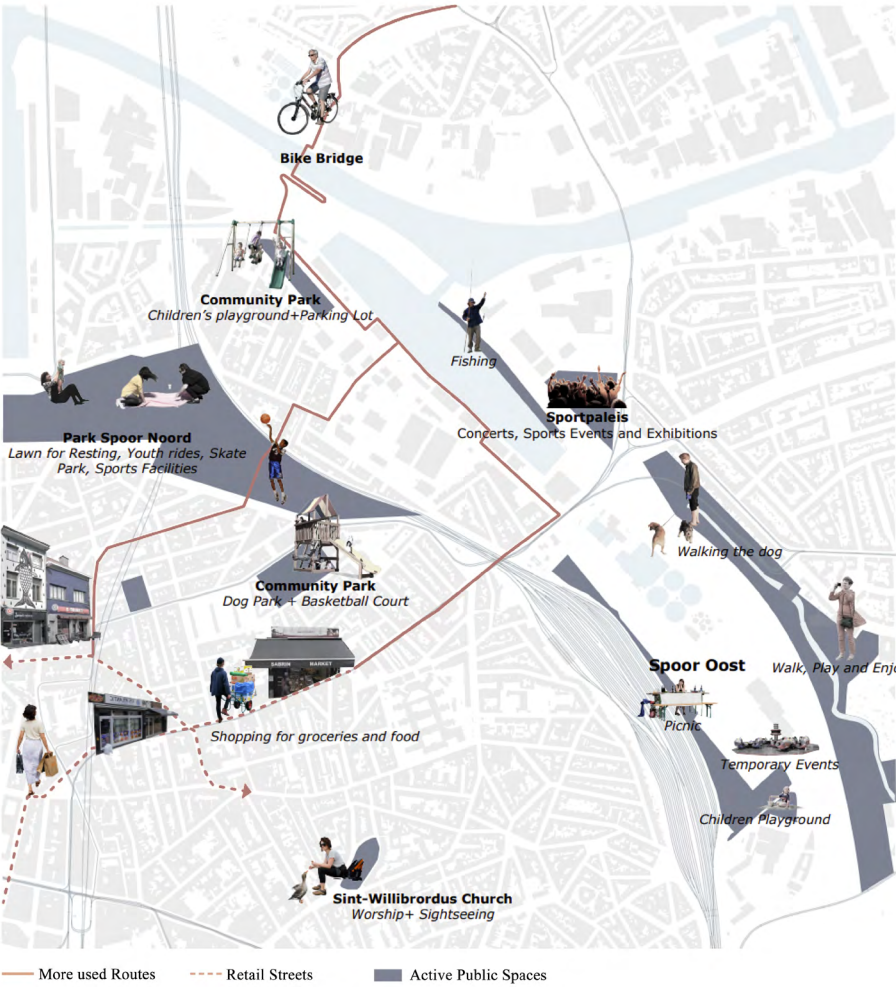 Bike Bridge
Community Park
Children's playground+Parking Lot
Fishing
Sportpaleis
Concerts, Sports Events and Exhibitions
Park Spoor Noord
Lawn for Resting, Youth rides, Skate
Park, Sports Facilities
Walking the dog
Community Park
Dog Park + Basketball Court
SABRIN MARKET
Spoor Oost
Walk, Play and Enjo
Picnic
Shopping for groceries and food
Temporary Events
Children Playground
Sint-Willibrordus Church
Worship+ Sightseeing
More used Routes
Retail Streets
Active Public Spaces